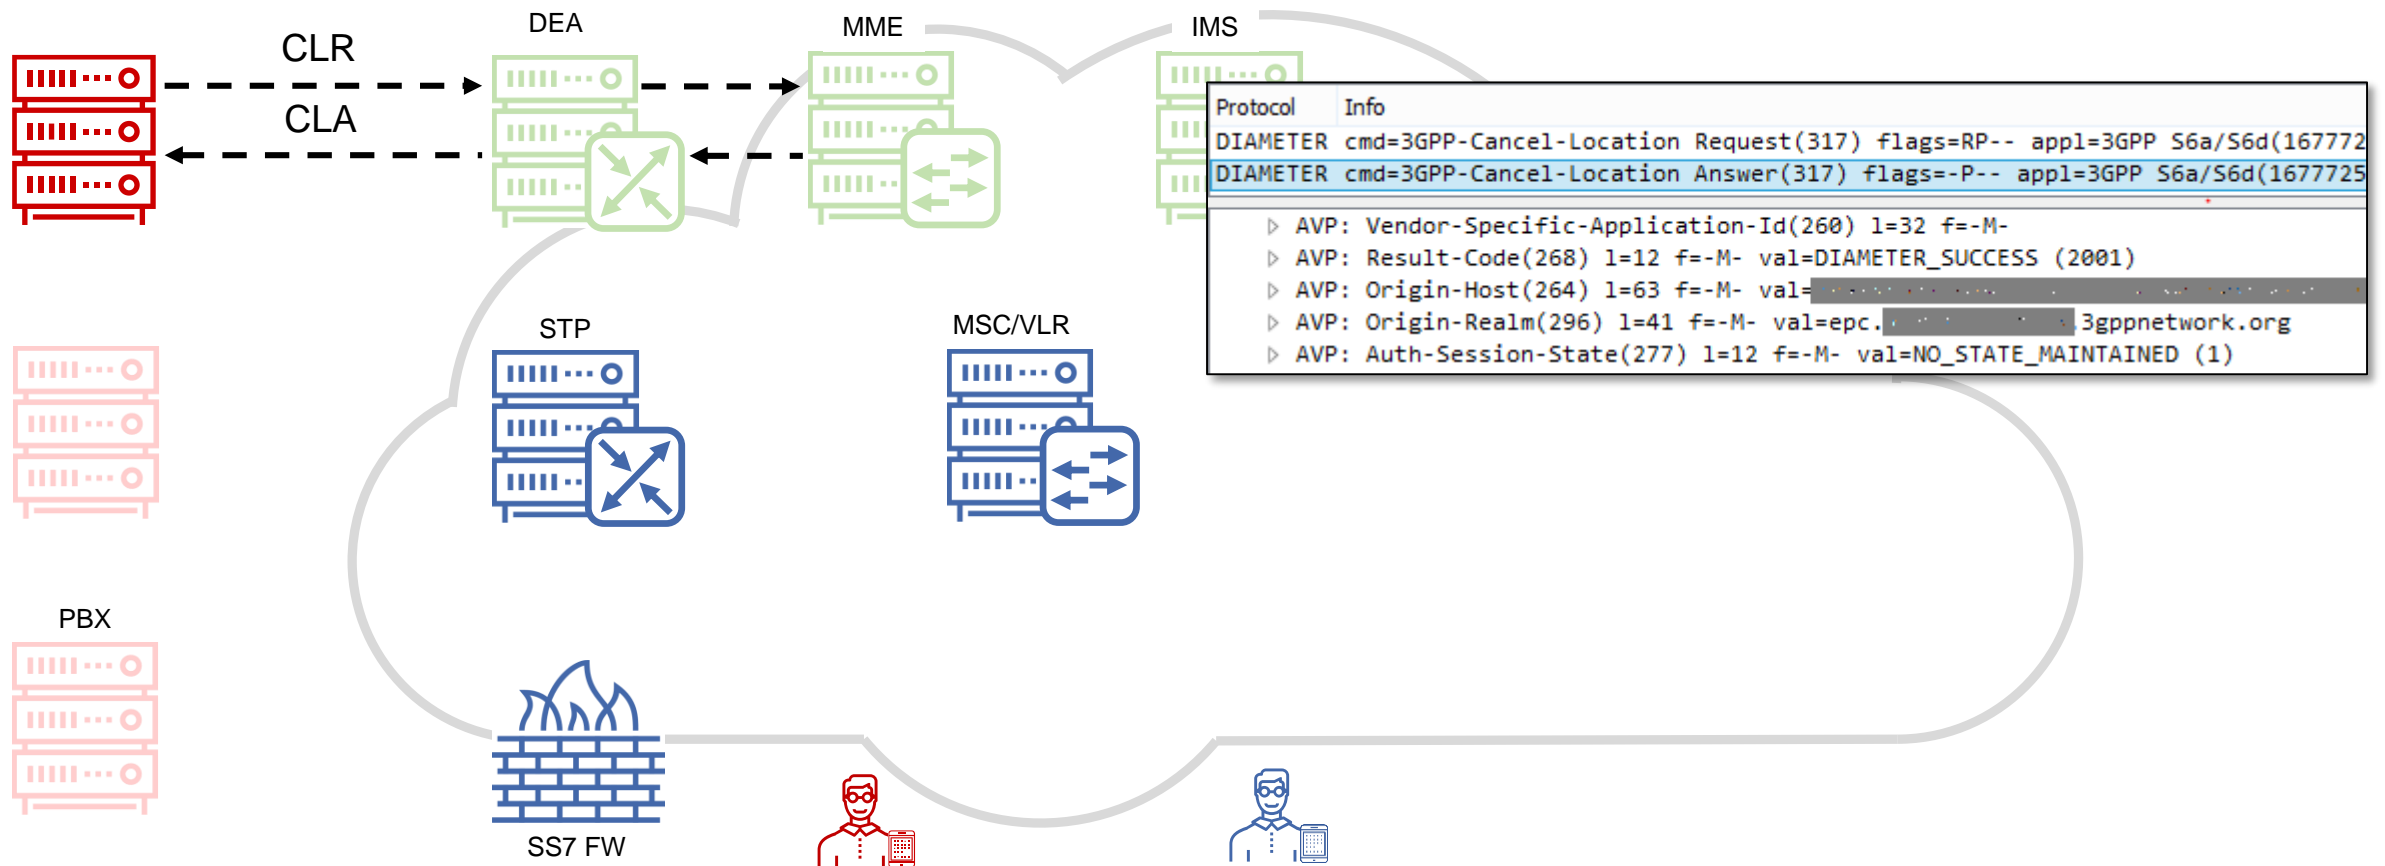 DEA
MME
IMS
CLR
CLA
Protocol Info
DIAMETER cmd=3GPP-Cancel-Location Request(317) flags=RP-- appl=3GPP S6a/S6d(167772
DIAMETER cmd=3GPP-Cancel-Location Answer(317) flags=-P-- appl=3GPP S6a/S6d(1677725
AVP: Vendor-Specific-Application-Id(260) l=32 f=-M-
AVP: Result-Code(268) l=12 f=-M- val=DIAMETER_SUCCESS (2001)
AVP: Origin-Host(264) l=63 f=-M- val=
AVP: Origin-Realm(296) l=41 f=-M- val=epc. .3gppnetwork.org
AVP: Auth-Session-State(277) l=12 f=-M- val=NO_STATE_MAINTAINED (1)
STP
MSC/VLR
PBX
SS7 FW